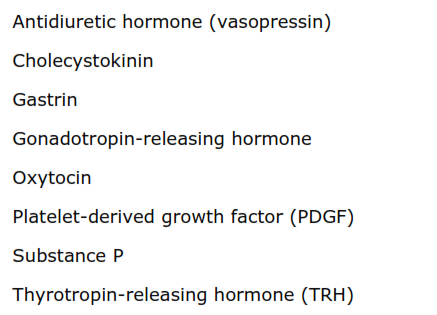 Antidiuretic hormone (vasopressin)
Cholecystokinin
Gastrin
Gonadotropin-releasing hormone
Oxytocin
Platelet-derived growth factor (PDGF)
Substance P
Thyrotropin-releasing hormone (TRH)